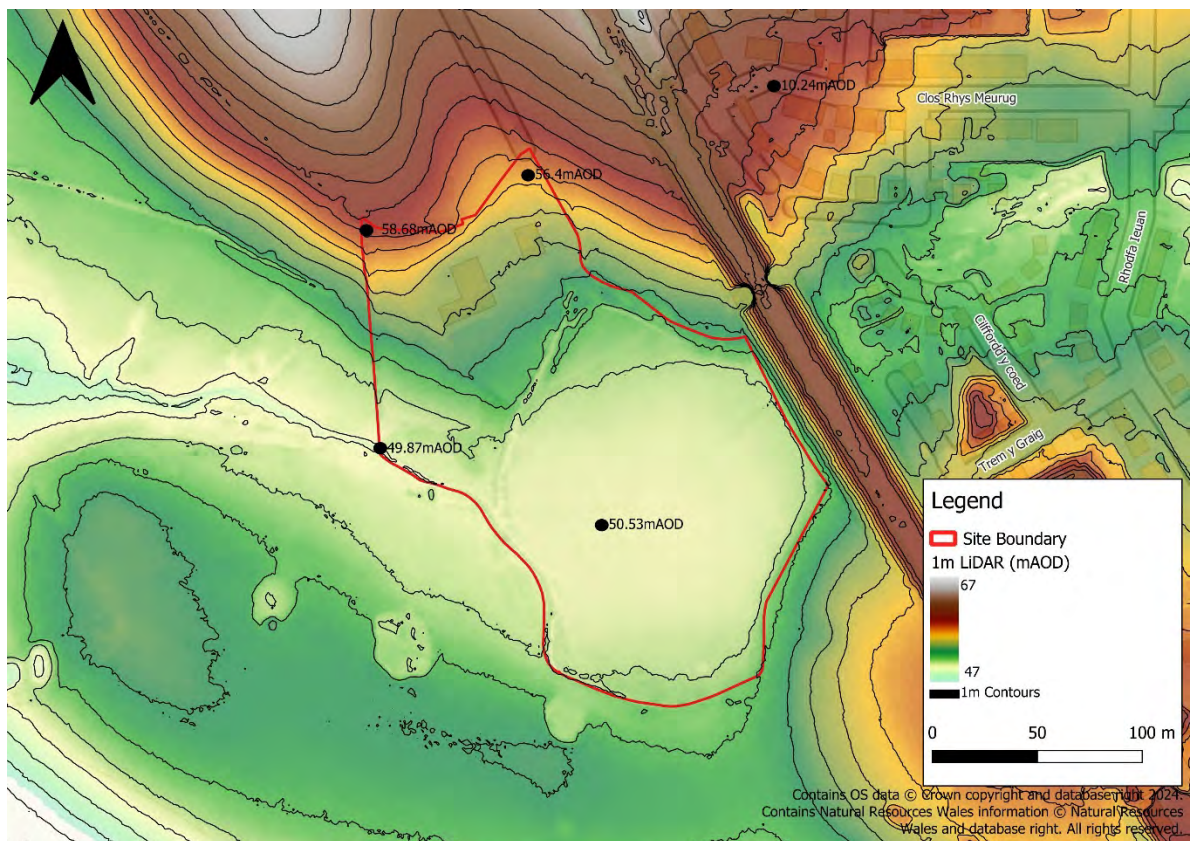 10.24mAOD
Clos Rhys Meurug
56.4mAOD
58.68mAOD
Rhodfa Ieuan
Gilfordd y coed
Trem y Graig
49.87mAOD
50.53mAOD
Legend
Site Boundary
1m LiDAR (mAOD)
67
47
1m Contours
0 50 100 m
Contains OS data © Crown copyright and database right 2024.
Contains Natural Resources Wales information © Natural Resources
Wales and database right. All rights reserved.